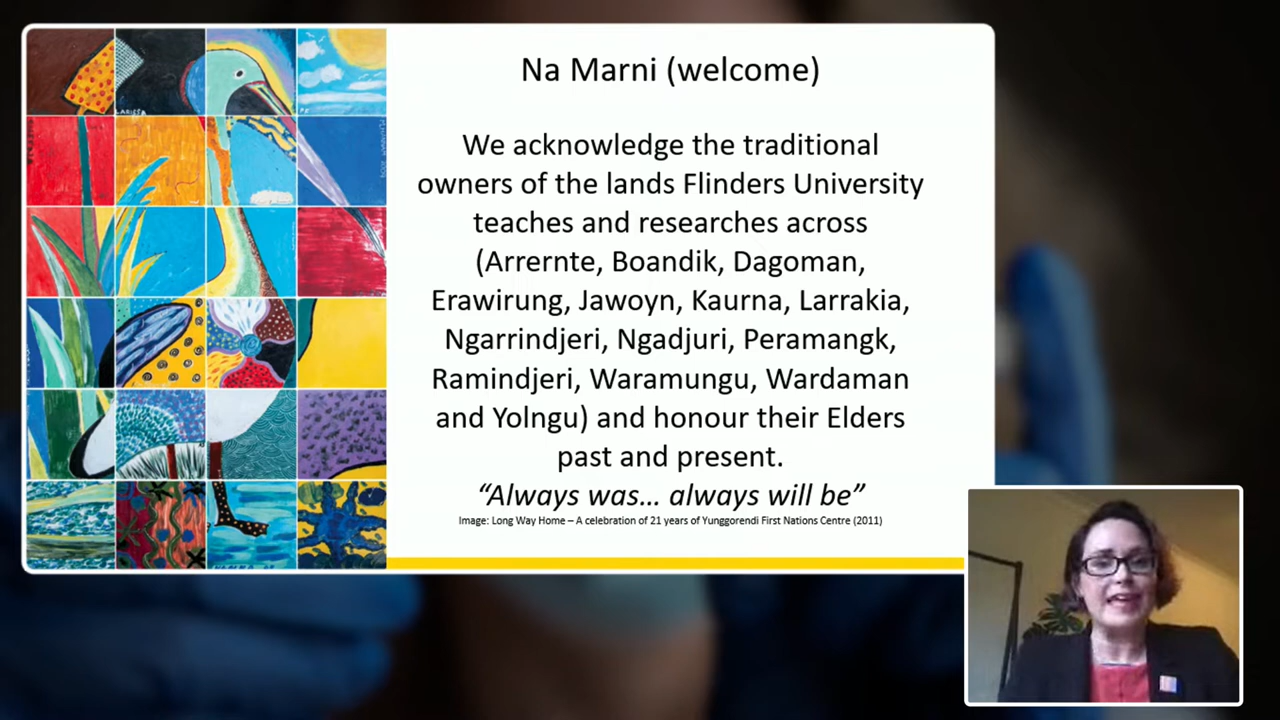 Na Marni (welcome)
We acknowledge the traditional
owners of the lands Flinders University
teaches and researches across
(Arrernte, Boandik, Dagoman,
Erawirung, Jawoyn, Kaurna, Larrakia,
Ngarrindjeri, Ngadjuri, Peramangk,
Ramindjeri, Waramungu, Wardaman
and Yolngu) and honour their Elders
past and present.
“Always was... always will be”
Image: Long Way Home – A celebration of 21 years of Yunggorendi First Nations Centre (2011)
LARISSA